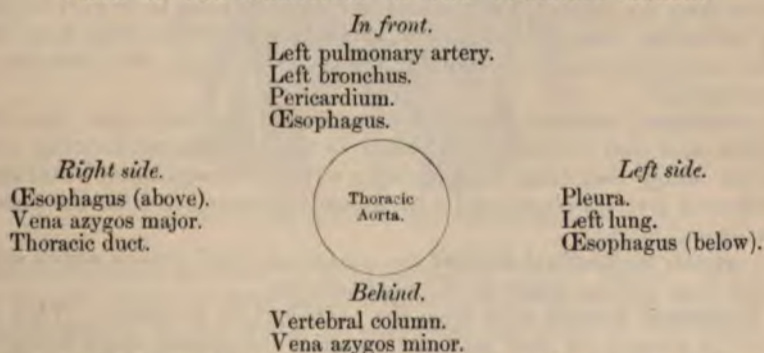 In front.
Left pulmonary artery.
Left bronchus.
Pericardium.
Œsophagus.
Right side.
Œsophagus (above).
Vena azygos major.
Thoracic duct.
Thoracic
Aorta.
Left side.
Pleura.
Left lung.
Œsophagus (below).
Behind.
Vertebral column.
Vena azygos minor.